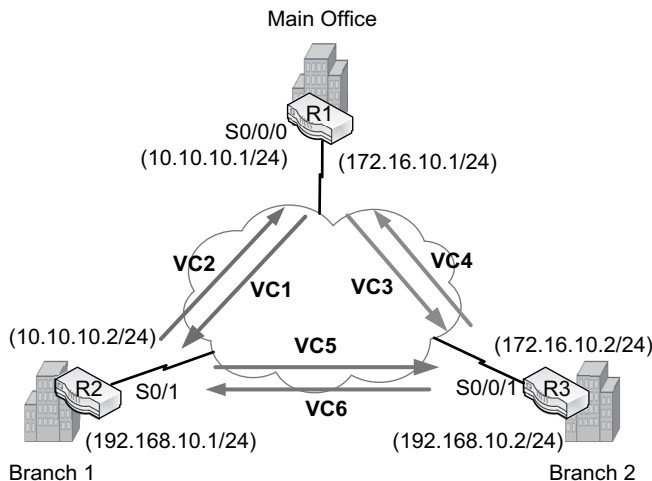 Main Office
R1
S0/0/0
(10.10.10.1/24)
(172.16.10.1/24)
VC2
VC4
VC1
VC3
(10.10.10.2/24)
VC5
(172.16.10.2/24)
R2
S0/1
S0/0/1
R3
VC6
(192.168.10.1/24)
(192.168.10.2/24)
Branch 1
Branch 2